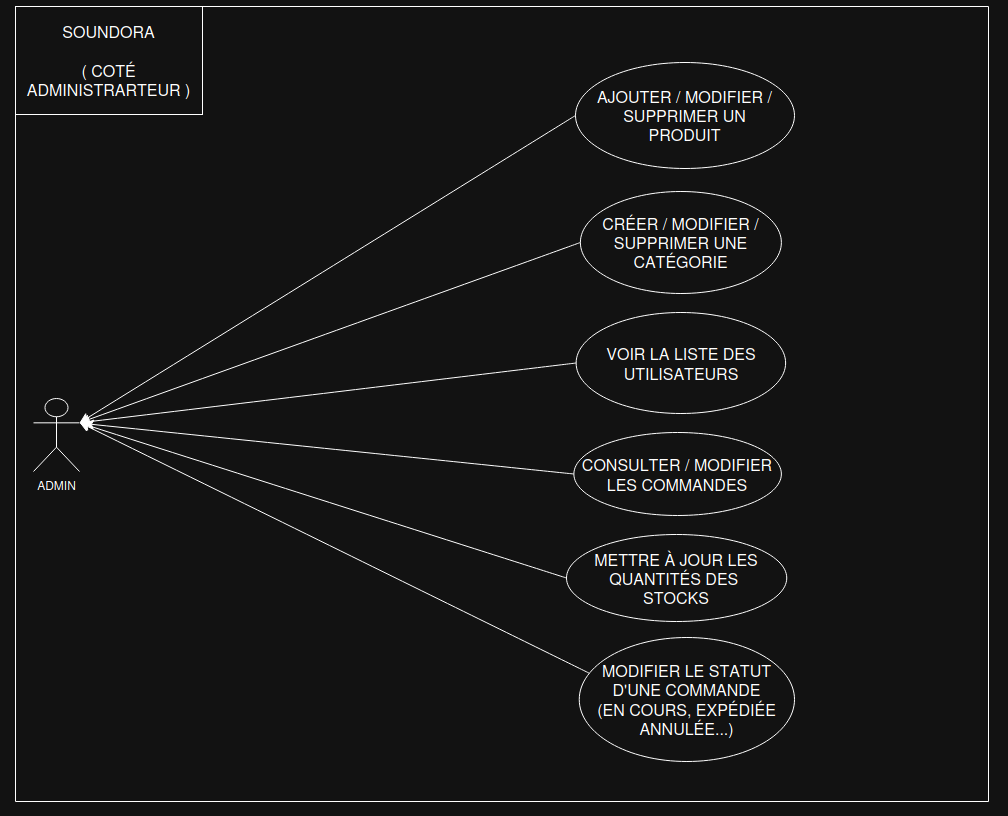 SOUNDORA
( COTÉ
ADMINISTRARTEUR )
AJOUTER / MODIFIER /
SUPPRIMER UN
PRODUIT
CRÉER / MODIFIER /
SUPPRIMER UNE
CATÉGORIE
VOIR LA LISTE DES
UTILISATEURS
CONSULTER / MODIFIER
LES COMMANDES
ADMIN
METTRE À JOUR LES
QUANTITÉS DES
STOCKS
MODIFIER LE STATUT
D'UNE COMMANDE
(EN COURS, EXPÉDIÉE
ANNULÉE...)